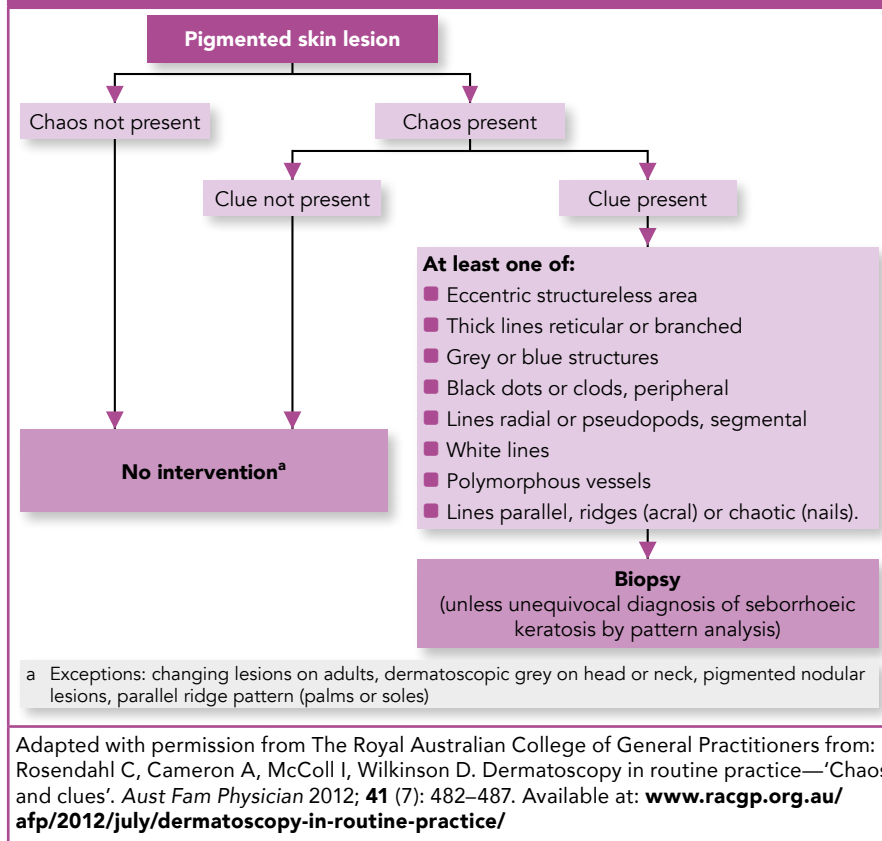 Pigmented skin lesion
Chaos not present
Chaos present
Clue not present
Clue present
At least one of:
■ Eccentric structureless area
■ Thick lines reticular or branched
■ Grey or blue structures
■ Black dots or clods, peripheral
■ Lines radial or pseudopods, segmental
■ White lines
■ Polymorphous vessels
■ Lines parallel, ridges (acral) or chaotic (nails).
No interventionᵃ
Biopsy
(unless unequivocal diagnosis of seborrhoeic
keratosis by pattern analysis)
a Exceptions: changing lesions on adults, dermatoscopic grey on head or neck, pigmented nodular
lesions, parallel ridge pattern (palms or soles)
Adapted with permission from The Royal Australian College of General Practitioners from:
Rosendahl C, Cameron A, McColl I, Wilkinson D. Dermatoscopy in routine practice—‘Chaos
and clues’. Aust Fam Physician 2012; 41 (7): 482–487. Available at: www.racgp.org.au/
afp/2012/july/dermatoscopy-in-routine-practice/